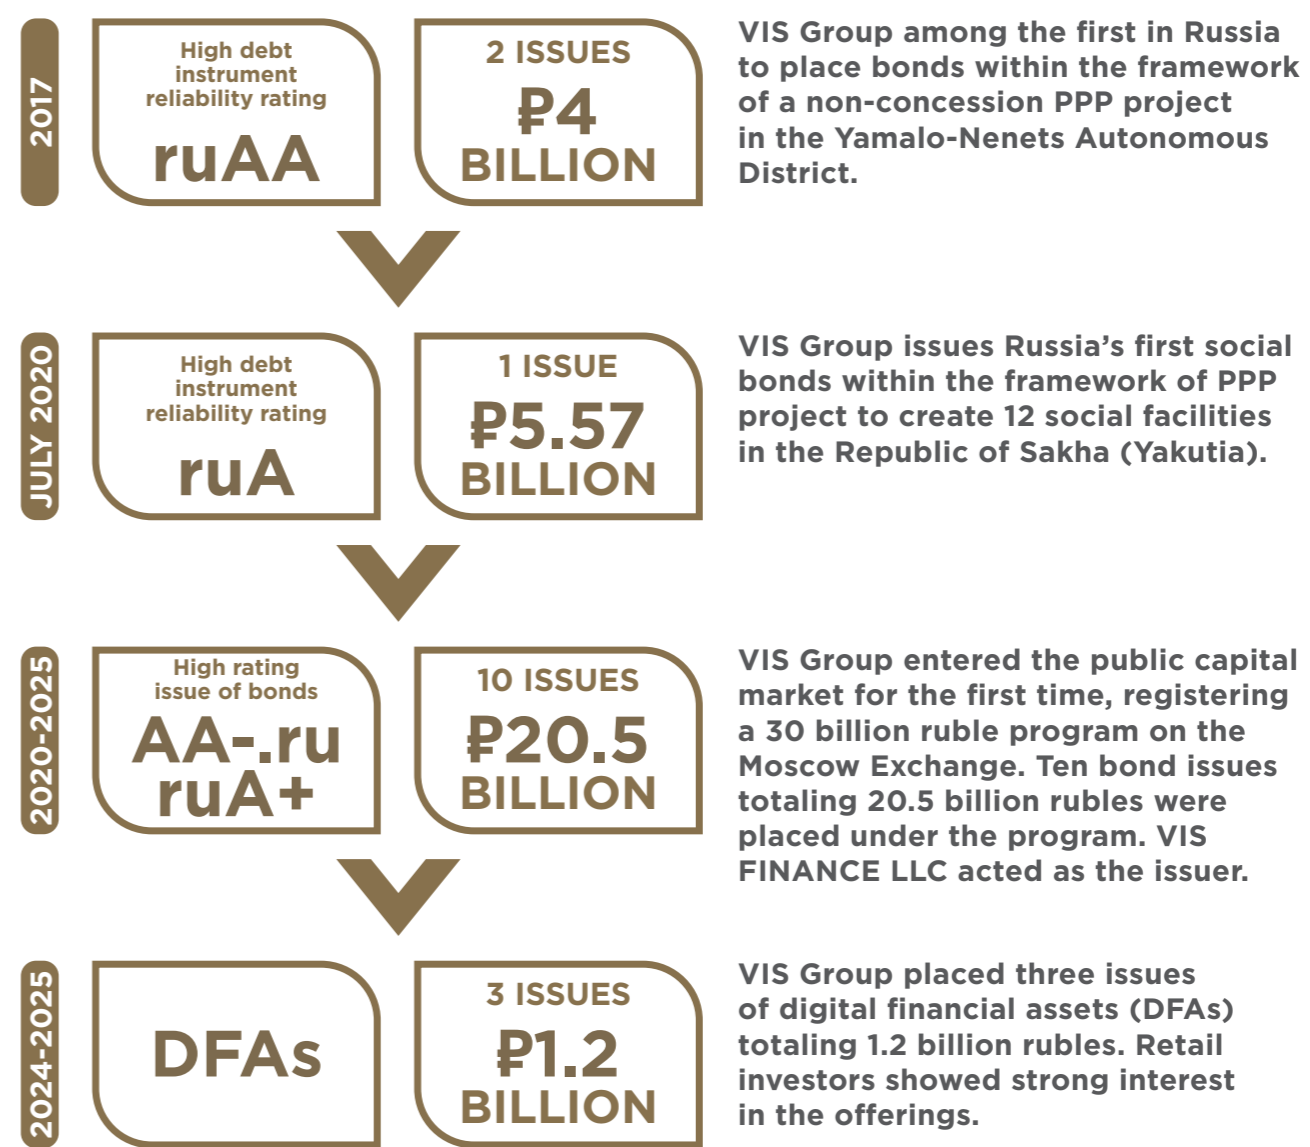 2017
High debt
instrument
reliability rating
ruAA
2 ISSUES
₽4
BILLION
VIS Group among the first in Russia
to place bonds within the framework
of a non-concession PPP project
in the Yamalo-Nenets Autonomous
District.
JULY 2020
High debt
instrument
reliability rating
ruA
1 ISSUE
₽5.57
BILLION
VIS Group issues Russia’s first social
bonds within the framework of PPP
project to create 12 social facilities
in the Republic of Sakha (Yakutia).
2020-2025
High rating
issue of bonds
AA-.ru
ruA+
10 ISSUES
₽20.5
BILLION
VIS Group entered the public capital
market for the first time, registering
a 30 billion ruble program on the
Moscow Exchange. Ten bond issues
totaling 20.5 billion rubles were
placed under the program. VIS
FINANCE LLC acted as the issuer.
2024-2025
DFAs
3 ISSUES
₽1.2
BILLION
VIS Group placed three issues
of digital financial assets (DFAs)
totaling 1.2 billion rubles. Retail
investors showed strong interest
in the offerings.